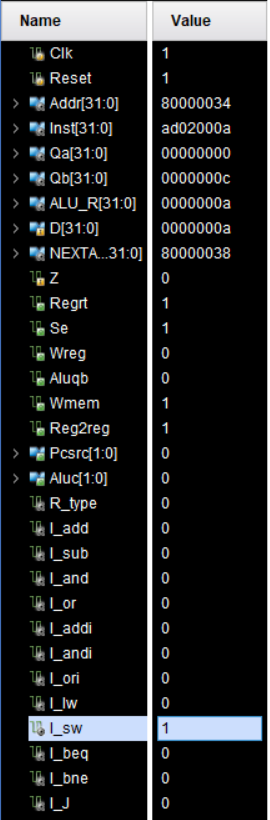 Name Value
Clk 1
Reset 1
Addr[31:0] 80000034
Inst[31:0] ad02000a
Qa[31:0] 00000000
Qb[31:0] 0000000c
ALU_R[31:0] 0000000a
D[31:0] 0000000a
NEXTA...31:0] 80000038
Z 0
Regrt 1
Se 1
Wreg 0
Aluqb 0
Wmem 1
Reg2reg 1
Pcsrc[1:0] 0
Aluc[1:0] 0
R_type 0
I_add 0
I_sub 0
I_and 0
I_or 0
I_addi 0
I_andi 0
I_ori 0
I_lw 0
I_sw 1
I_beq 0
I_bne 0
I_J 0